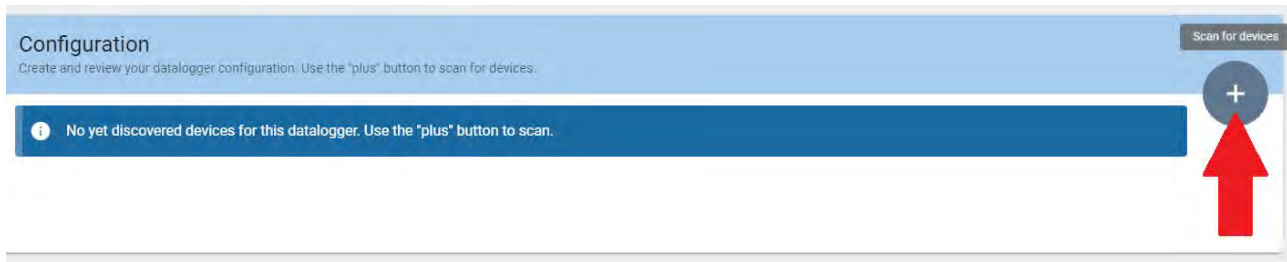 Configuration
Scan for devices
Create and review your datalogger configuration. Use the "plus" button to scan for devices.
No yet discovered devices for this datalogger. Use the "plus" button to scan.